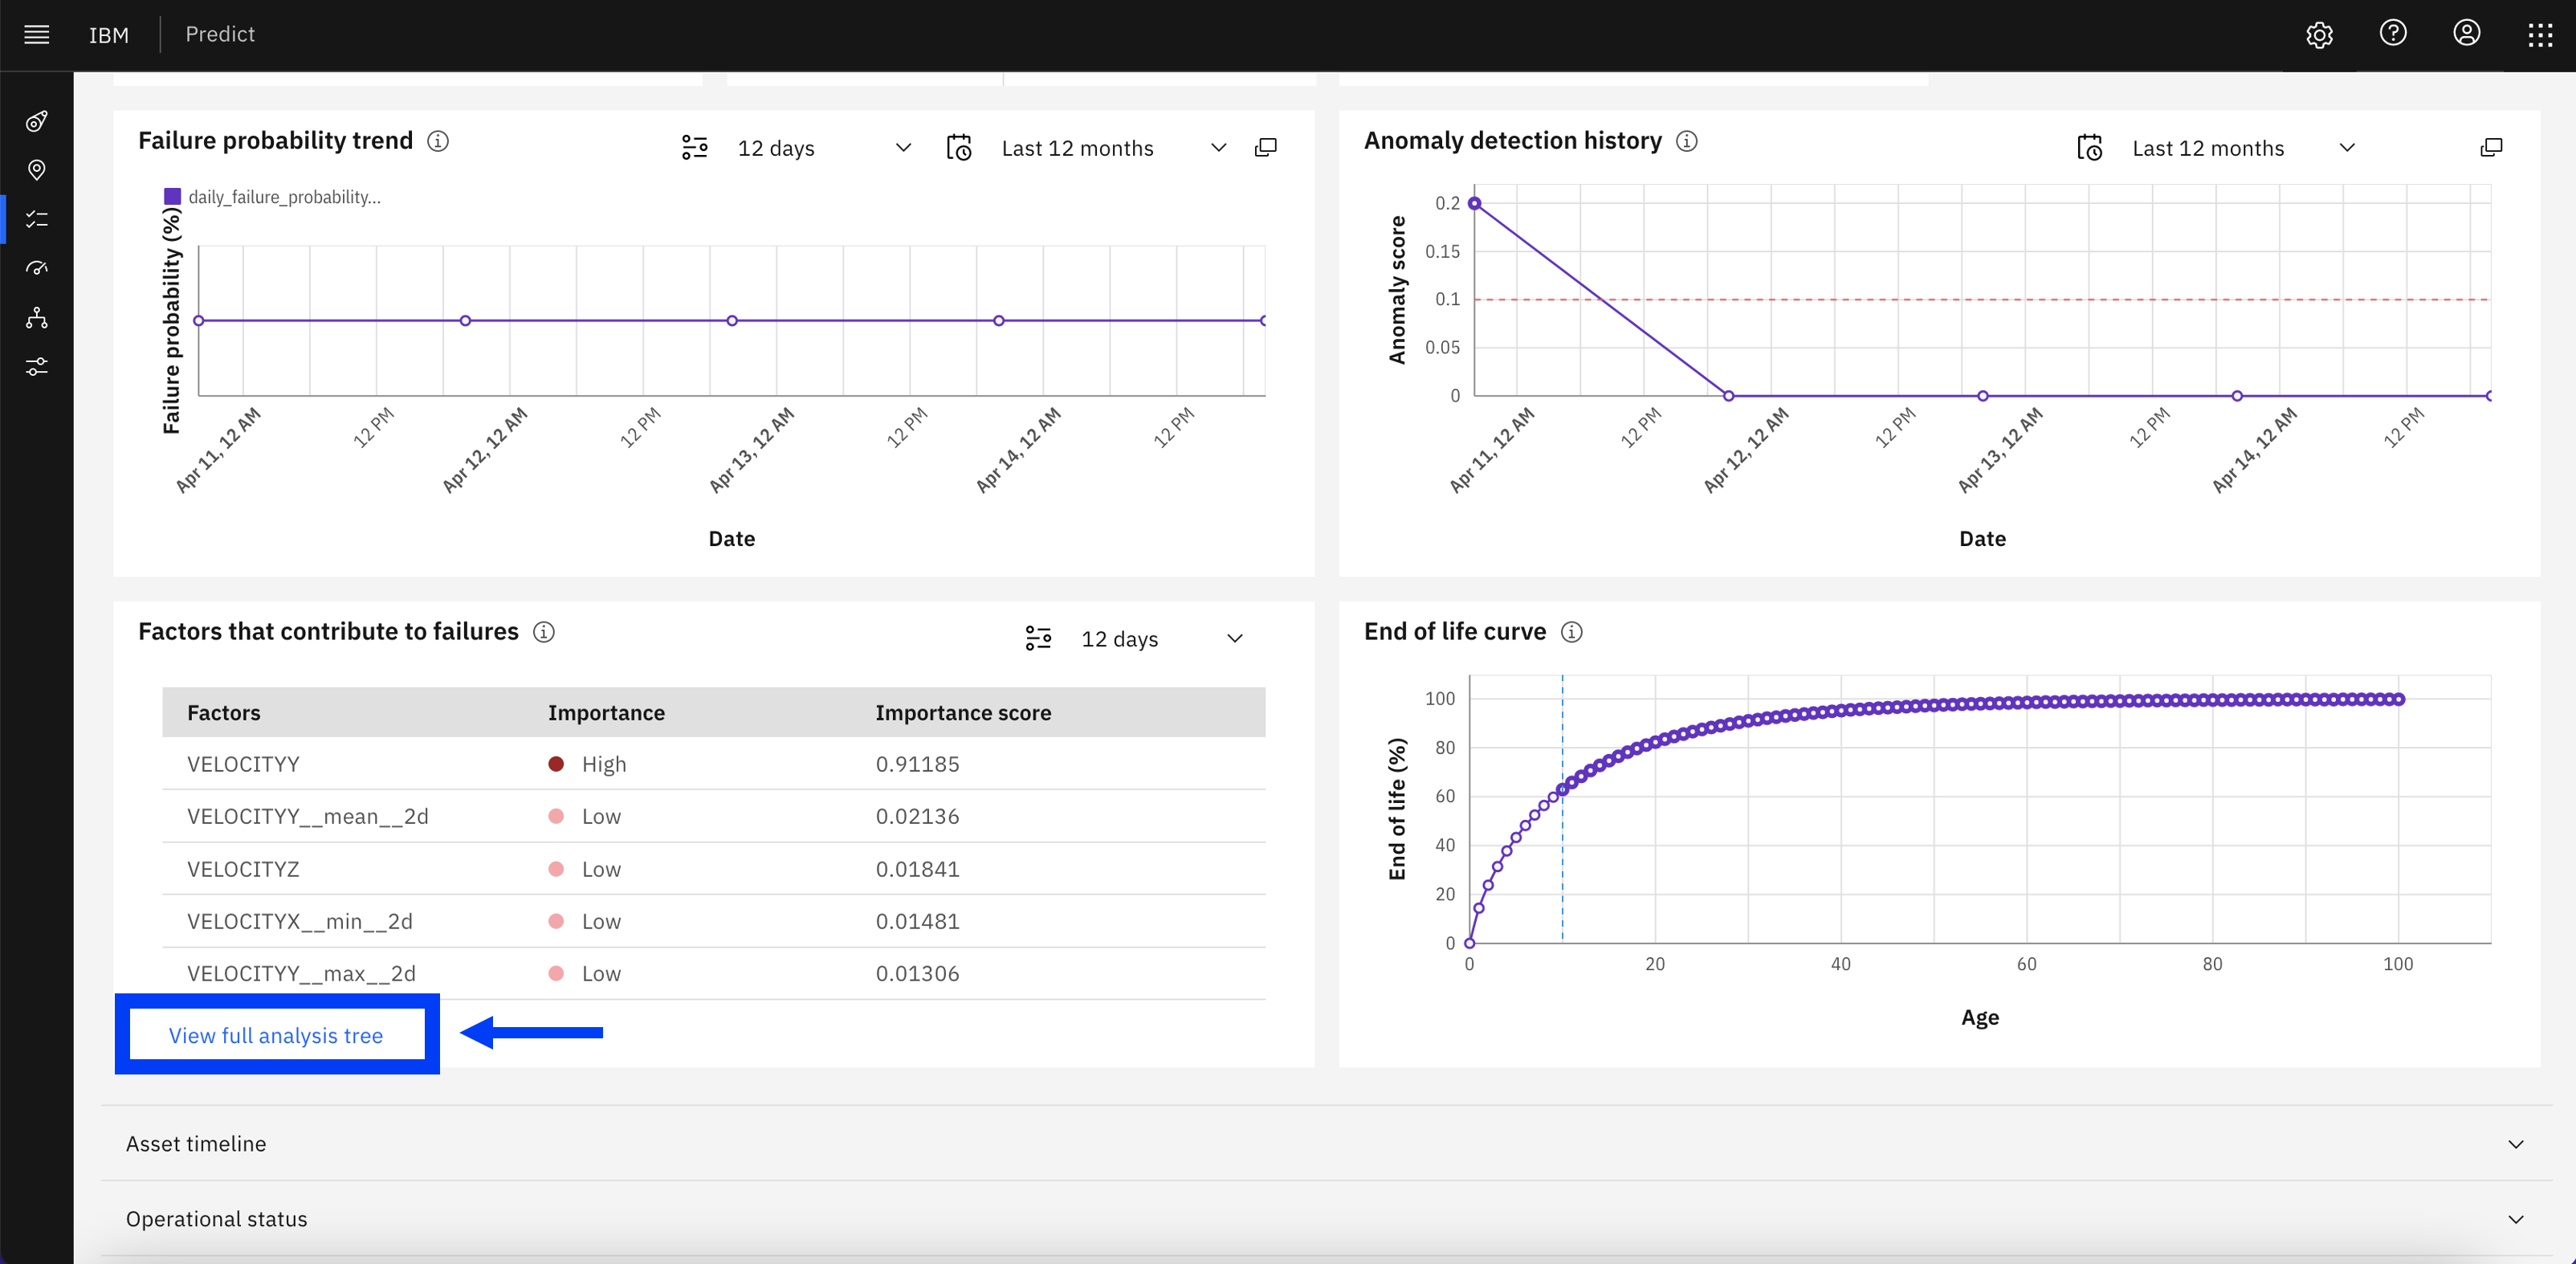 IBM Predict
Failure probability trend
12 days
Last 12 months
daily_failure_probability...
Failure probability (%)
Apr 11, 12 AM
12 PM
Apr 12, 12 AM
12 PM
Apr 13, 12 AM
12 PM
Apr 14, 12 AM
12 PM
Date
Anomaly detection history
Last 12 months
Anomaly score
0.2
0.15
0.1
0.05
0
Apr 11, 12 AM
12 PM
Apr 12, 12 AM
12 PM
Apr 13, 12 AM
12 PM
Apr 14, 12 AM
12 PM
Date
Factors that contribute to failures
12 days
Factors Importance Importance score
VELOCITYY High 0.91185
VELOCITYY__mean__2d Low 0.02136
VELOCITYZ Low 0.01841
VELOCITYX__min__2d Low 0.01481
VELOCITYY__max__2d Low 0.01306
View full analysis tree
End of life curve
End of life (%)
100
80
60
40
20
0
0 20 40 60 80 100
Age
Asset timeline
Operational status